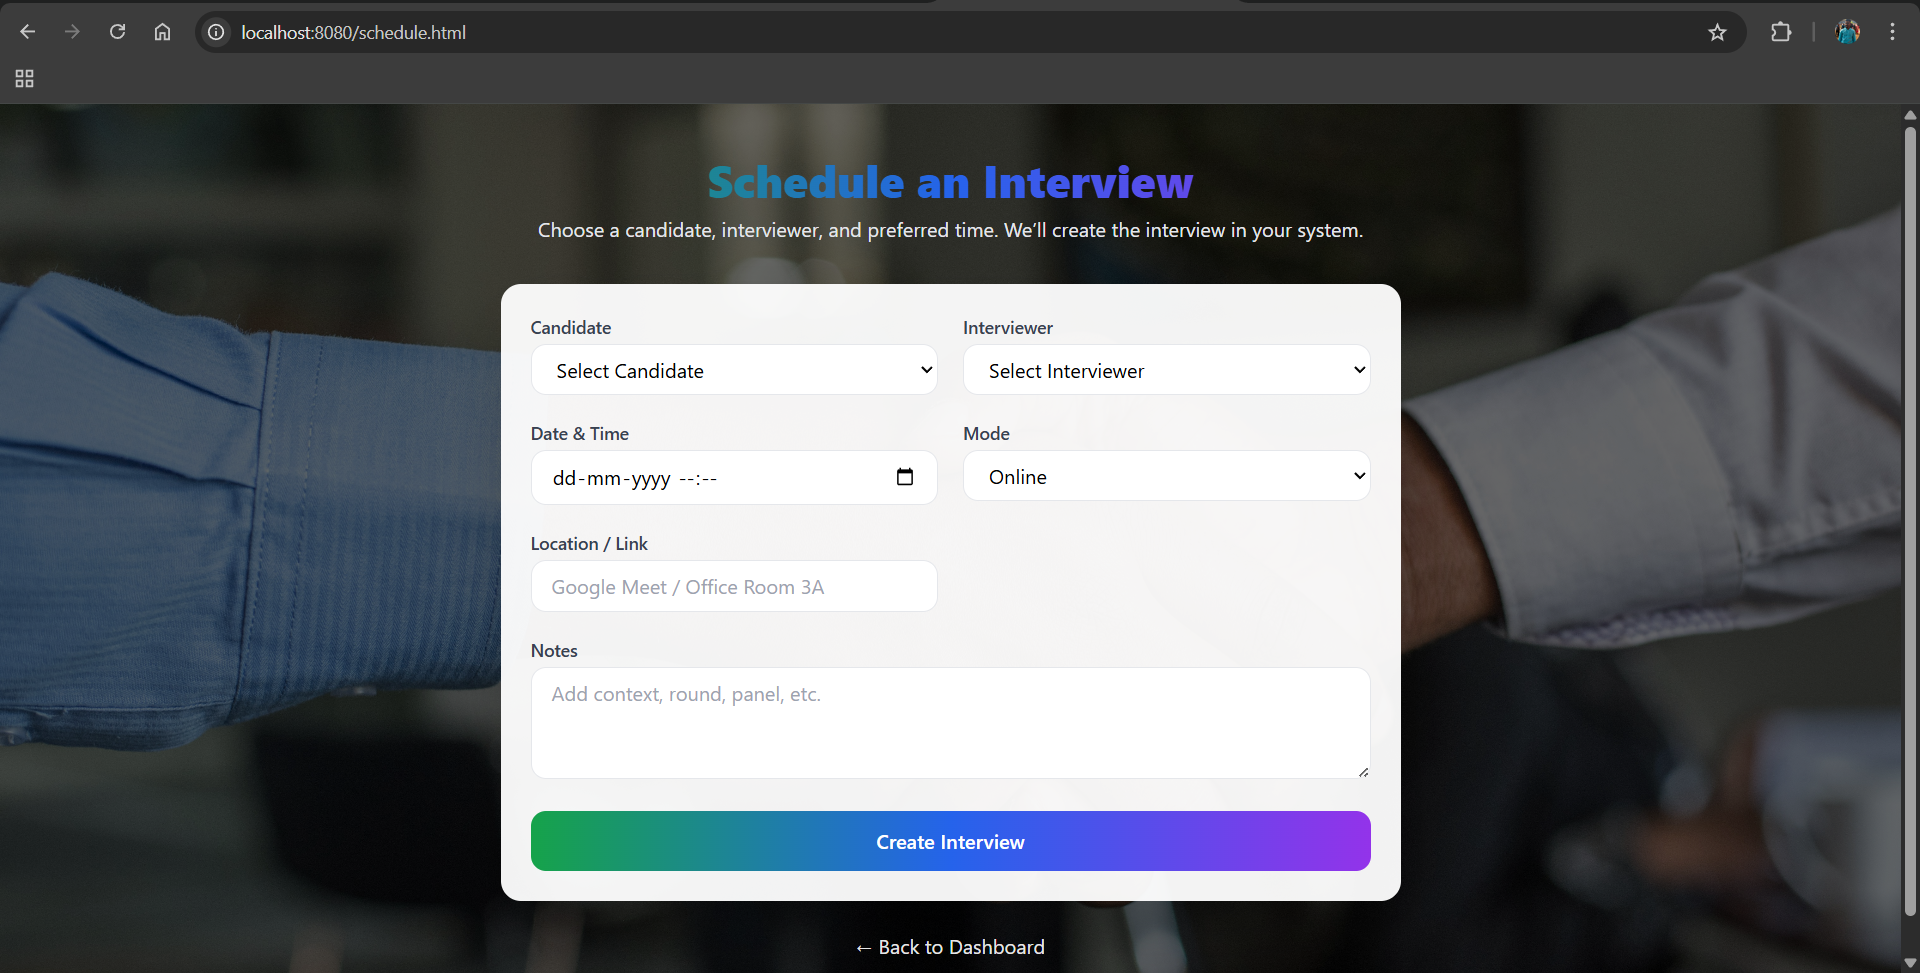 localhost:8080/schedule.html
Schedule an Interview
Choose a candidate, interviewer, and preferred time. We’ll create the interview in your system.
Candidate
Interviewer
Select Candidate
Select Interviewer
Date & Time
Mode
dd-mm-yyyy --:--
Online
Location / Link
Google Meet / Office Room 3A
Notes
Add context, round, panel, etc.
Create Interview
← Back to Dashboard